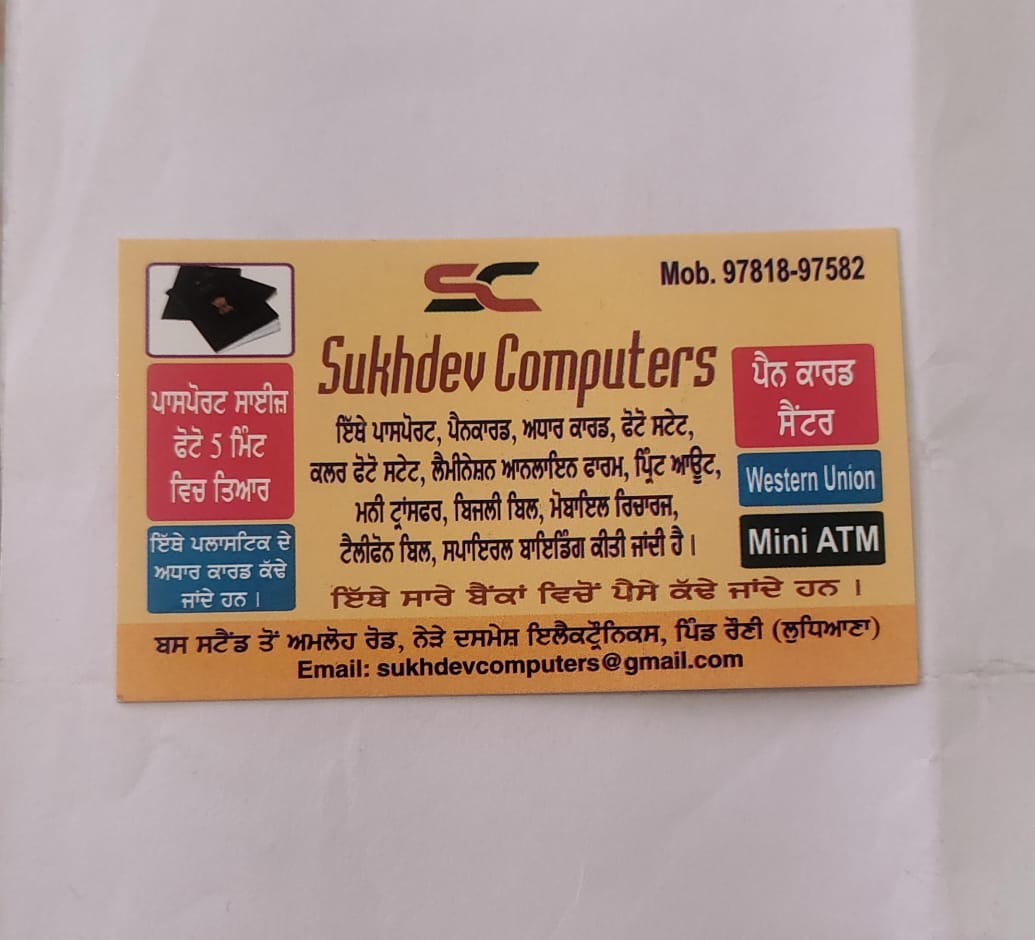 SC
Mob. 97818-97582
Sukhdev Computers
ਪਾਸਪੋਰਟ ਸਾਈਜ਼
ਫੋਟੋ 5 ਮਿੰਟ
ਵਿਚ ਤਿਆਰ
ਇੱਥੇ ਪਲਾਸਟਿਕ ਦੇ
ਅਧਾਰ ਕਾਰਡ ਕੱਢੇ
ਜਾਂਦੇ ਹਨ ।
ਇੱਥੇ ਪਾਸਪੋਰਟ, ਪੈਨਕਾਰਡ, ਅਧਾਰ ਕਾਰਡ, ਫੋਟੋ ਸਟੇਟ,
ਕਲਰ ਫੋਟੋ ਸਟੇਟ, ਲੈਮੀਨੇਸ਼ਨ ਆਨਲਾਇਨ ਫਾਰਮ, ਪ੍ਰਿੰਟ ਆਊਟ,
ਮਨੀ ਟ੍ਰਾਂਸਫਰ, ਬਿਜਲੀ ਬਿਲ, ਮੋਬਾਇਲ ਰਿਚਾਰਜ,
ਟੈਲੀਫੋਨ ਬਿਲ, ਸਪਾਇਰਲ ਬਾਇਡਿੰਗ ਕੀਤੀ ਜਾਂਦੀ ਹੈ ।
ਇੱਥੇ ਸਾਰੇ ਬੈਂਕਾਂ ਵਿਚੋਂ ਪੈਸੇ ਕੱਢੇ ਜਾਂਦੇ ਹਨ ।
ਪੈਨ ਕਾਰਡ
ਸੈਂਟਰ
Western Union
Mini ATM
ਬਸ ਸਟੈਂਡ ਤੋਂ ਅਮਲੋਹ ਰੋਡ, ਨੇੜੇ ਦਸਮੇਸ਼ ਇਲੈਕਟ੍ਰੌਨਿਕਸ, ਪਿੰਡ ਰੌਣੀ (ਲੁਧਿਆਣਾ)
Email: sukhdevcomputers@gmail.com